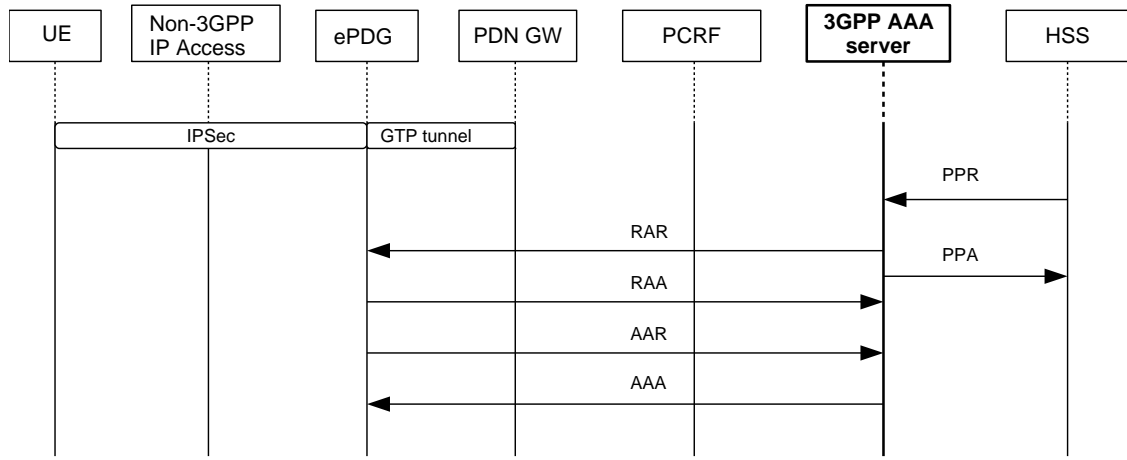 UE
Non-3GPP
IP Access
ePDG
PDN GW
PCRF
3GPP AAA
server
HSS
IPSec
GTP tunnel
PPR
RAR
PPA
RAA
AAR
AAA